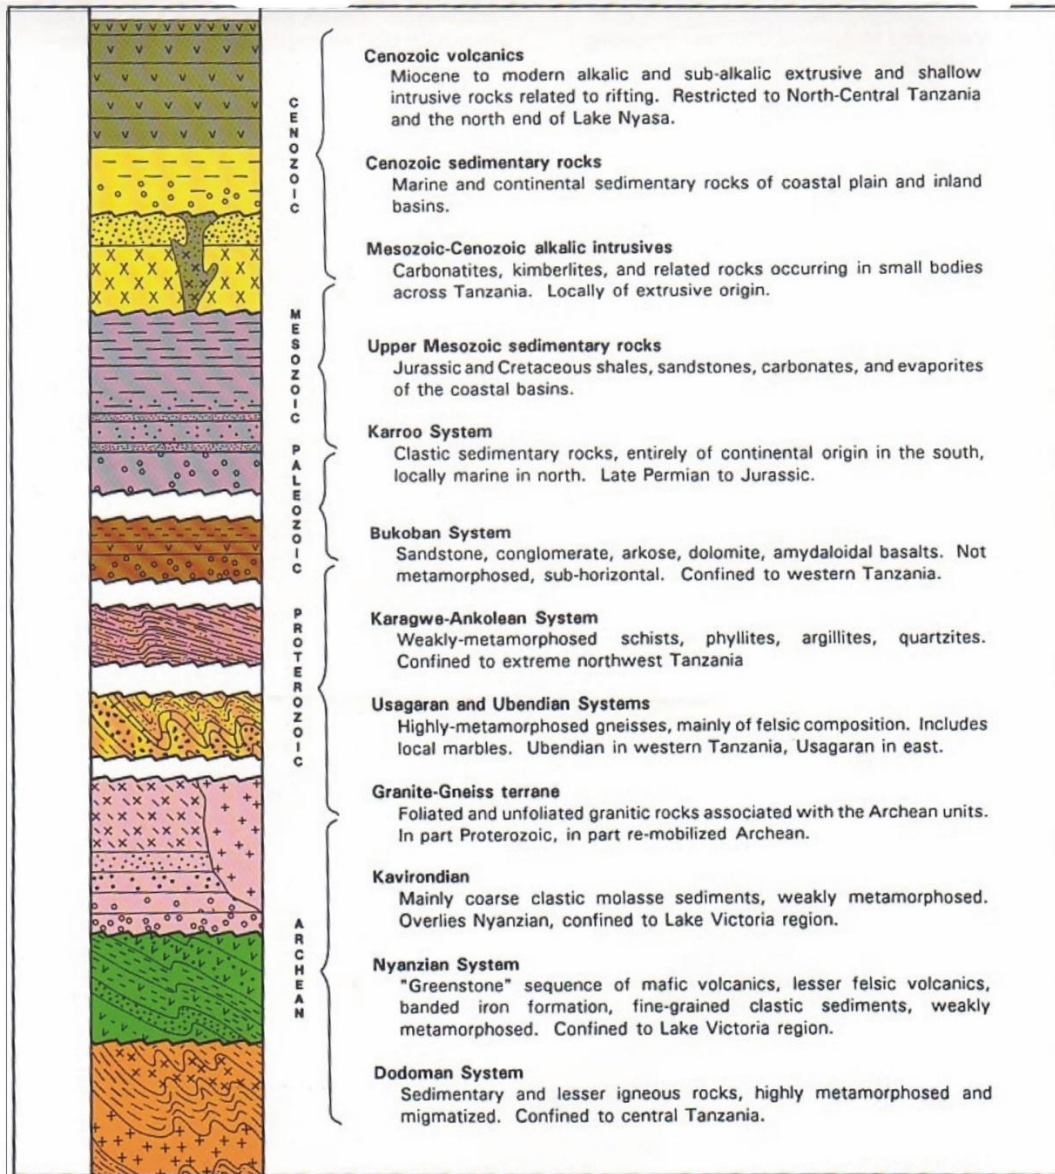 CENOZOIC
MESOZOIC
PALEOZOIC
PROTEROZOIC
ARCHEAN
Cenozoic volcanics
Miocene to modern alkalic and sub-alkalic extrusive and shallow
intrusive rocks related to rifting. Restricted to North-Central Tanzania
and the north end of Lake Nyasa.
Cenozoic sedimentary rocks
Marine and continental sedimentary rocks of coastal plain and inland
basins.
Mesozoic-Cenozoic alkalic intrusives
Carbonatites, kimberlites, and related rocks occurring in small bodies
across Tanzania. Locally of extrusive origin.
Upper Mesozoic sedimentary rocks
Jurassic and Cretaceous shales, sandstones, carbonates, and evaporites
of the coastal basins.
Karroo System
Clastic sedimentary rocks, entirely of continental origin in the south,
locally marine in north. Late Permian to Jurassic.
Bukoban System
Sandstone, conglomerate, arkose, dolomite, amydaloidal basalts. Not
metamorphosed, sub-horizontal. Confined to western Tanzania.
Karagwe-Ankolean System
Weakly-metamorphosed schists, phyllites, argillites, quartzites.
Confined to extreme northwest Tanzania
Usagaran and Ubendian Systems
Highly-metamorphosed gneisses, mainly of felsic composition. Includes
local marbles. Ubendian in western Tanzania, Usagaran in east.
Granite-Gneiss terrane
Foliated and unfoliated granitic rocks associated with the Archean units.
In part Proterozoic, in part re-mobilized Archean.
Kavirondian
Mainly coarse clastic molasse sediments, weakly metamorphosed.
Overlies Nyanzian, confined to Lake Victoria region.
Nyanzian System
"Greenstone" sequence of mafic volcanics, lesser felsic volcanics,
banded iron formation, fine-grained clastic sediments, weakly
metamorphosed. Confined to Lake Victoria region.
Dodoman System
Sedimentary and lesser igneous rocks, highly metamorphosed and
migmatized. Confined to central Tanzania.